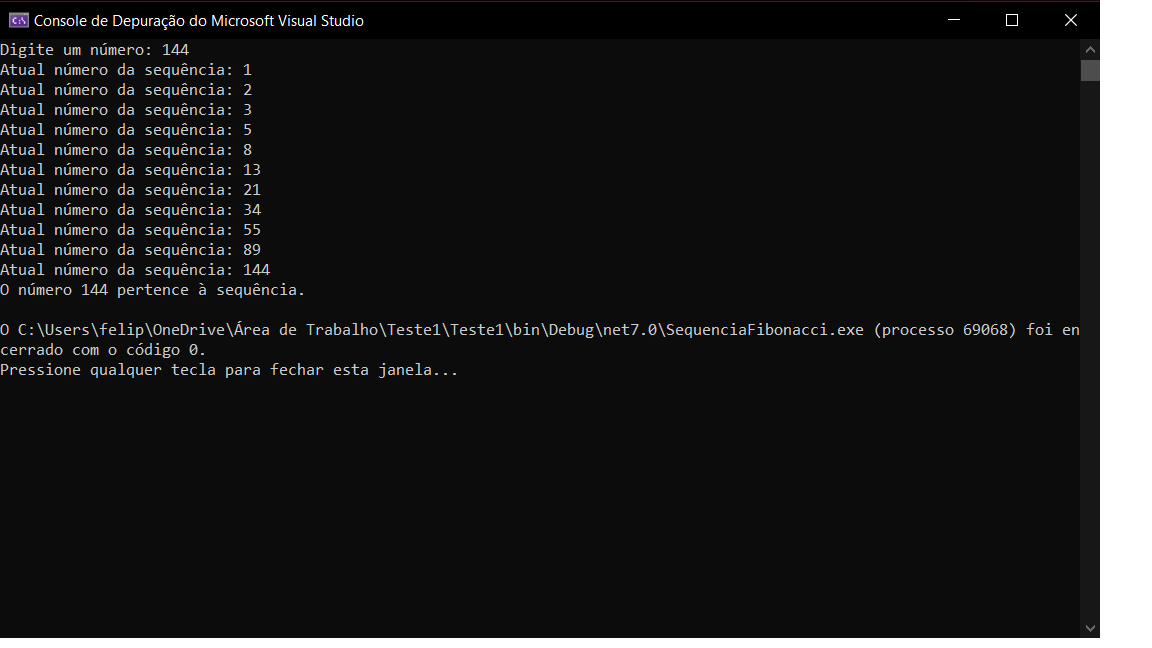 Console de Depuração do Microsoft Visual Studio
Digite um número: 144
Atual número da sequência: 1
Atual número da sequência: 2
Atual número da sequência: 3
Atual número da sequência: 5
Atual número da sequência: 8
Atual número da sequência: 13
Atual número da sequência: 21
Atual número da sequência: 34
Atual número da sequência: 55
Atual número da sequência: 89
Atual número da sequência: 144
O número 144 pertence à sequência.
O C:\Users\felip\OneDrive\Área de Trabalho\Teste1\Teste1\bin\Debug\net7.0\SequenciaFibonacci.exe (processo 69068) foi en
cerrado com o código 0.
Pressione qualquer tecla para fechar esta janela...